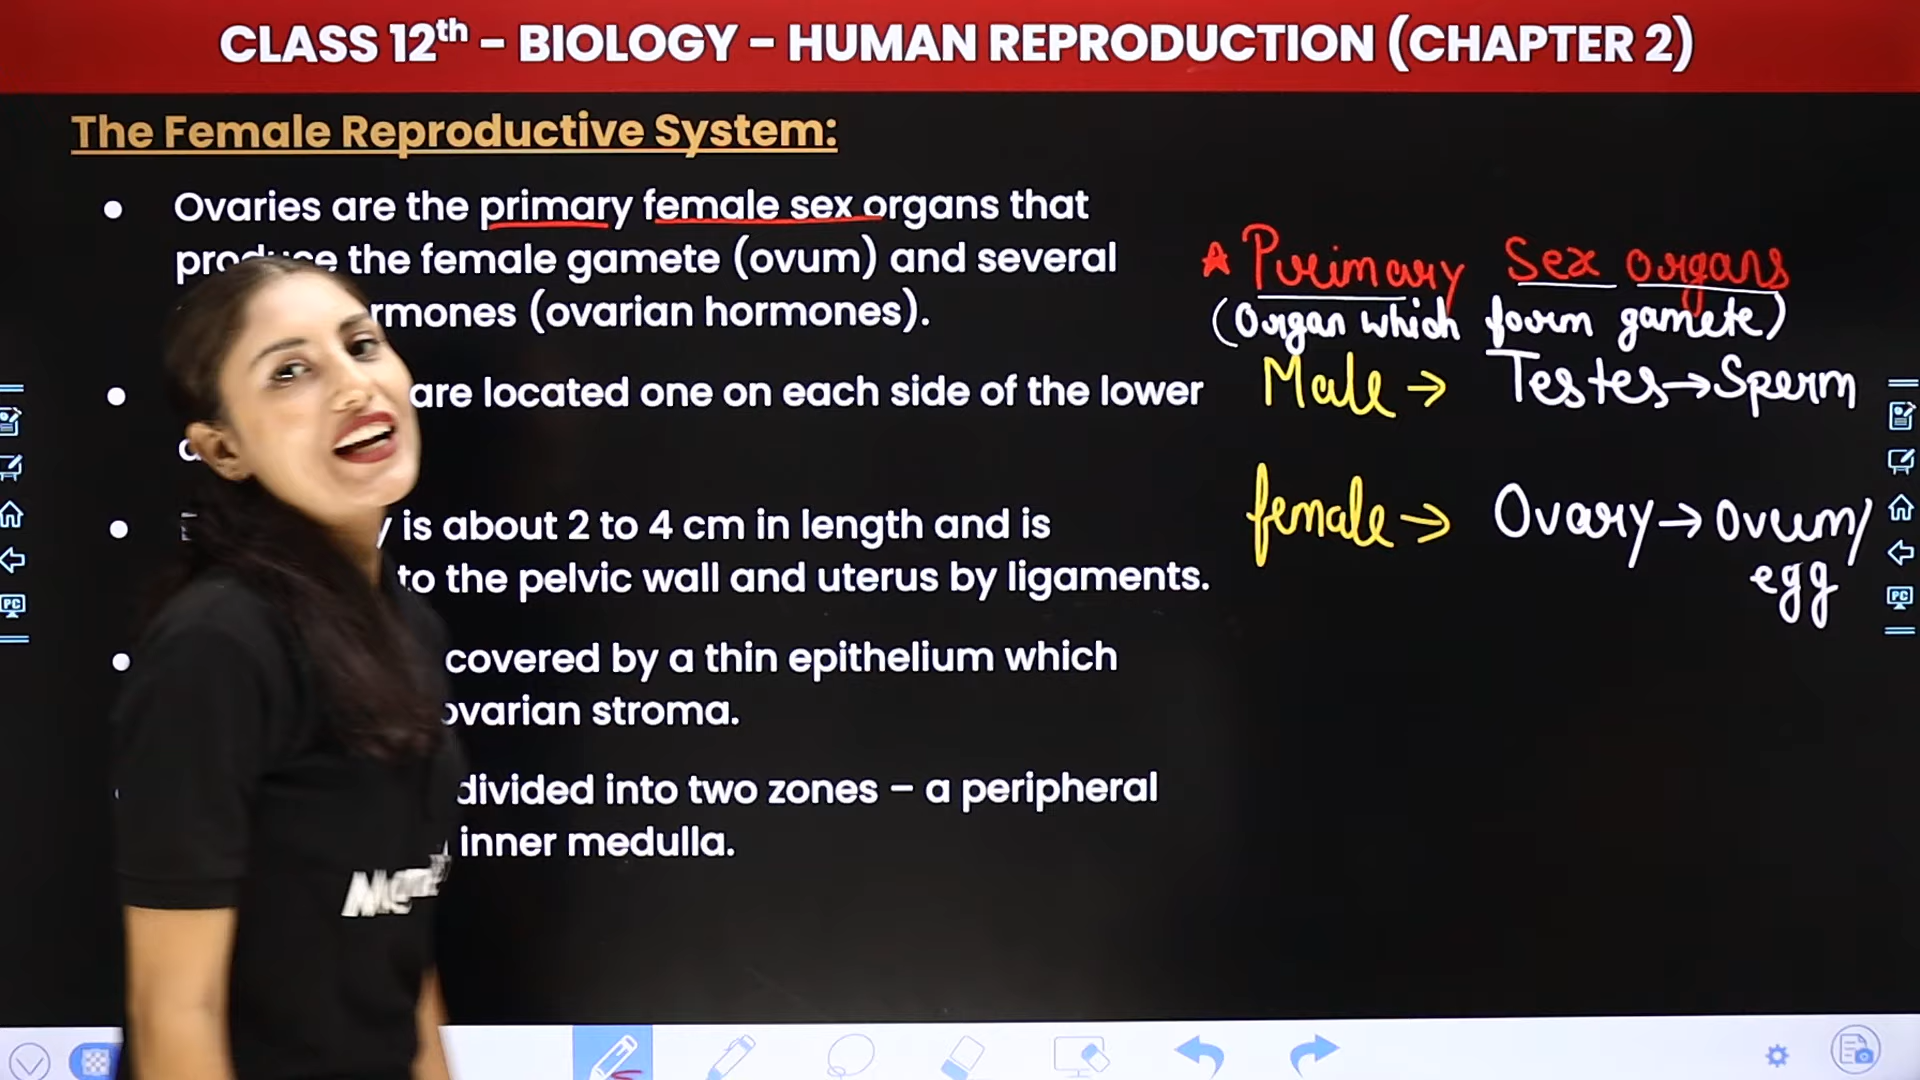 CLASS 12th - BIOLOGY - HUMAN REPRODUCTION (CHAPTER 2)
The Female Reproductive System:
• Ovaries are the primary female sex organs that
produce the female gamete (ovum) and several
rmones (ovarian hormones).
• are located one on each side of the lower
• y is about 2 to 4 cm in length and is
to the pelvic wall and uterus by ligaments.
• covered by a thin epithelium which
ovarian stroma.
divided into two zones – a peripheral
inner medulla.
Primary Sex organs
(Organ which form gamete)
Male → Testes → Sperm
female → Ovary → Ovum/
egg
PC
PC